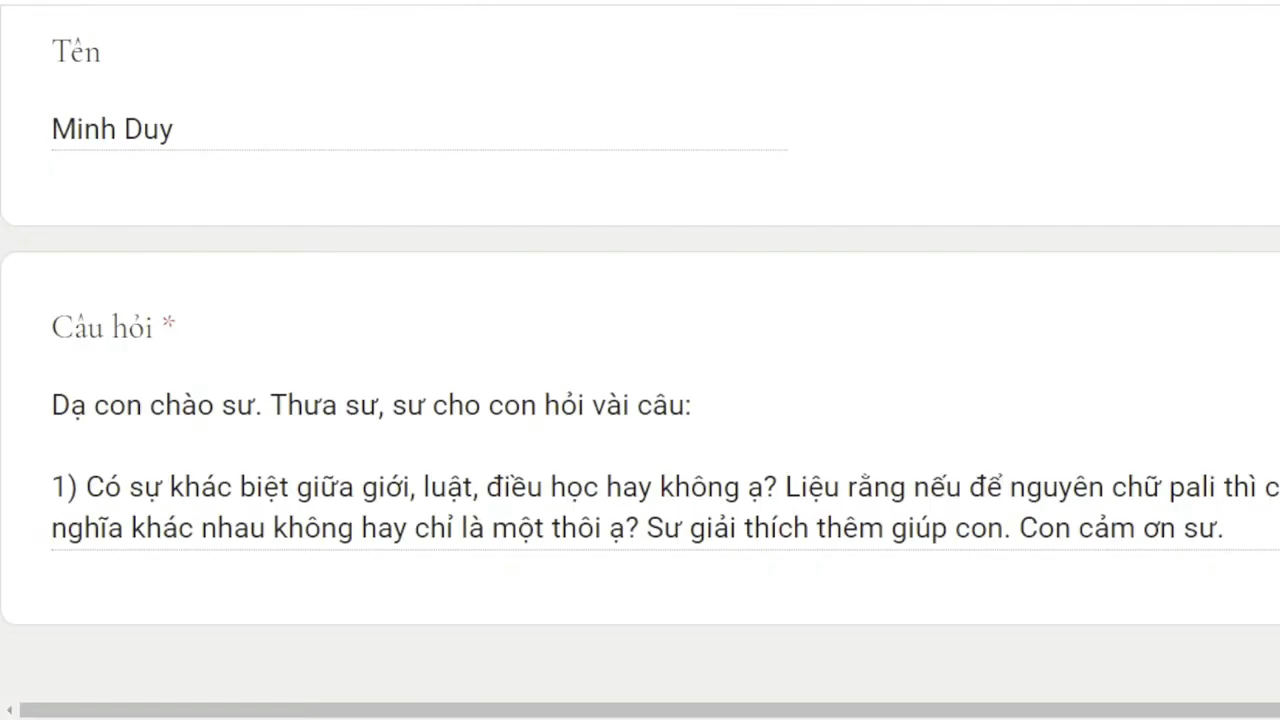 Tên
Minh Duy
Câu hỏi *
Dạ con chào sư. Thưa sư, sư cho con hỏi vài câu:
1) Có sự khác biệt giữa giới, luật, điều học hay không ạ? Liệu rằng nếu để nguyên chữ pali thì
nghĩa khác nhau không hay chỉ là một thôi ạ? Sư giải thích thêm giúp con. Con cảm ơn sư.